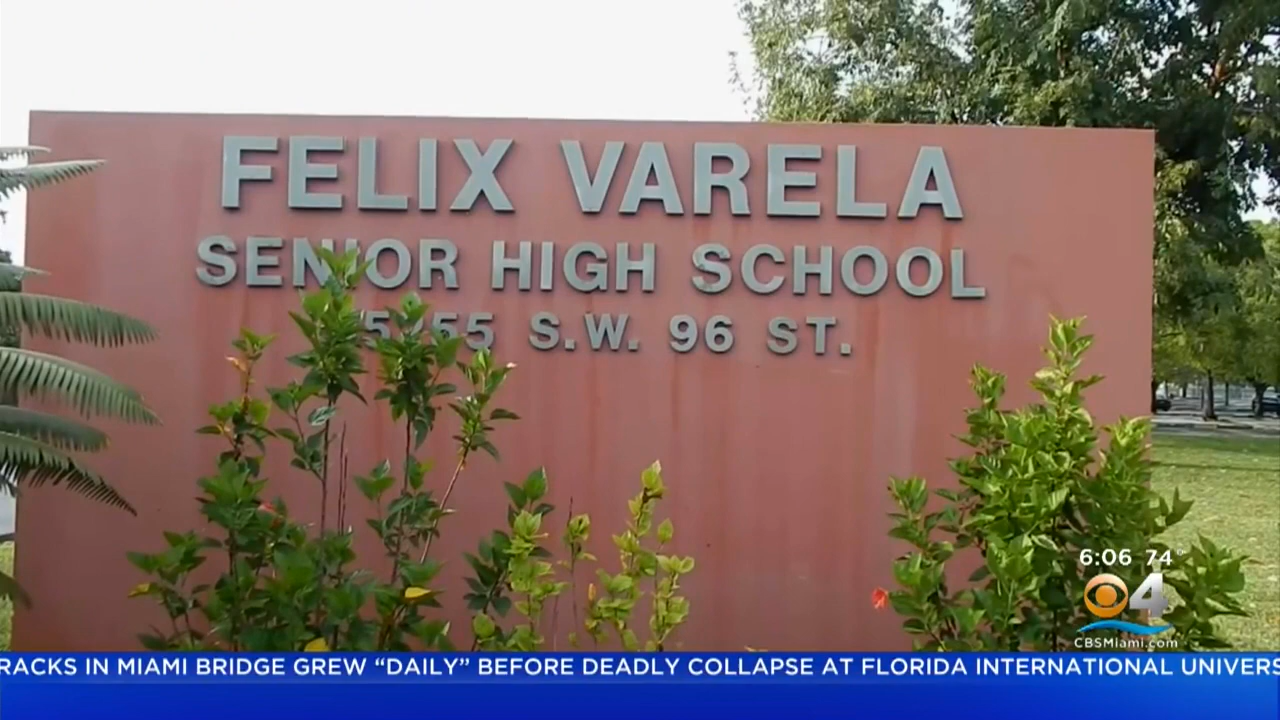 FELIX VARELA
SENIOR HIGH SCHOOL
S.W. 96 ST.
6:06 74°
4
CBSMiami.com
RACKS IN MIAMI BRIDGE GREW “DAILY” BEFORE DEADLY COLLAPSE AT FLORIDA INTERNATIONAL UNIVERS